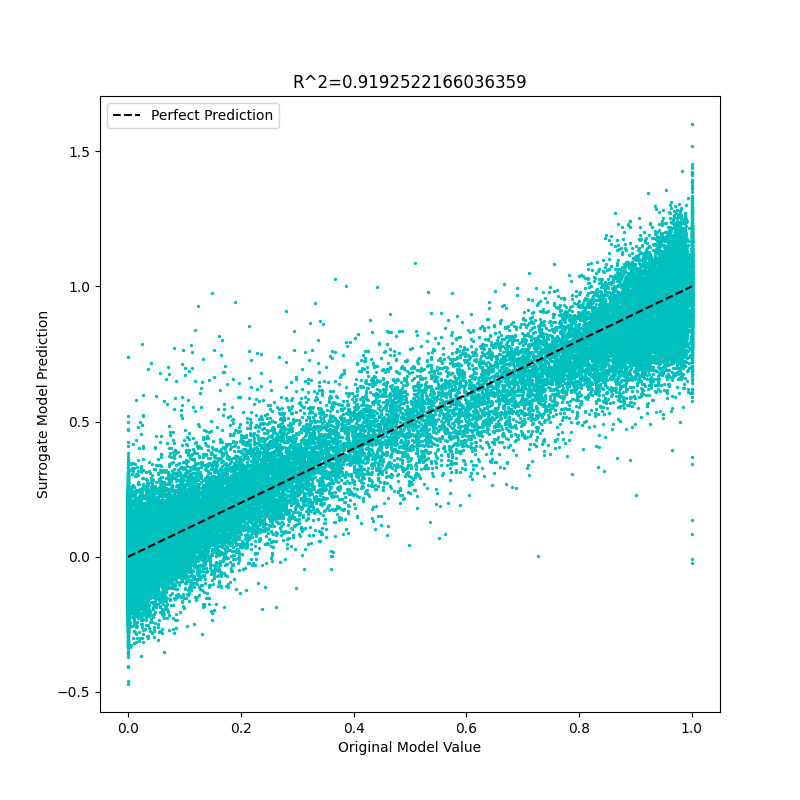 R^2=0.9192522166036359
Perfect Prediction
1.5
1.0
0.5
0.0
−0.5
Surrogate Model Prediction
0.0 0.2 0.4 0.6 0.8 1.0
Original Model Value